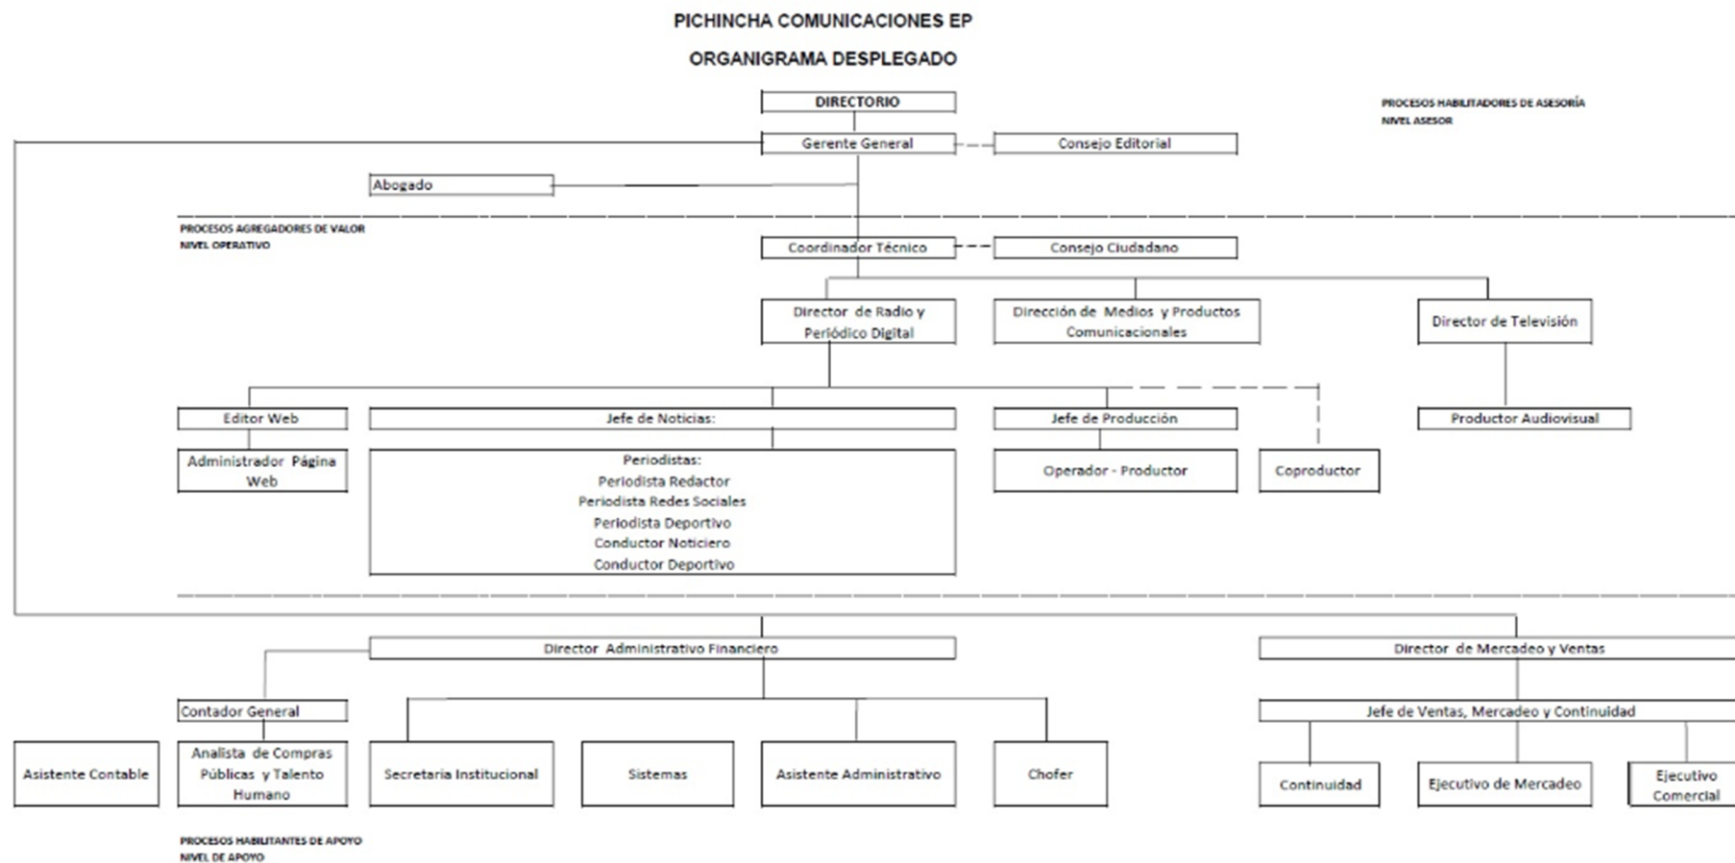 PICHINCHA COMUNICACIONES EP
ORGANIGRAMA DESPLEGADO
DIRECTORIO
PROCESOS HABILITADORES DE ASESORÍA
NIVEL ASESOR
Gerente General
Consejo Editorial
Abogado
PROCESOS AGREGADORES DE VALOR
NIVEL OPERATIVO
Coordinador Técnico
Consejo Ciudadano
Director de Radio y
Periódico Digital
Dirección de Medios y Productos
Comunicacionales
Director de Televisión
Editor Web
Jefe de Noticias:
Jefe de Producción
Productor Audiovisual
Administrador Página
Web
Periodistas:
Periodista Redactor
Periodista Redes Sociales
Periodista Deportivo
Conductor Noticiero
Conductor Deportivo
Operador - Productor
Coproductor
Director Administrativo Financiero
Director de Mercadeo y Ventas
Contador General
Jefe de Ventas, Mercadeo y Continuidad
Asistente Contable
Analista de Compras
Públicas y Talento
Humano
Secretaria Institucional
Sistemas
Asistente Administrativo
Chofer
Continuidad
Ejecutivo de Mercadeo
Ejecutivo
Comercial
PROCESOS HABILITANTES DE APOYO
NIVEL DE APOYO